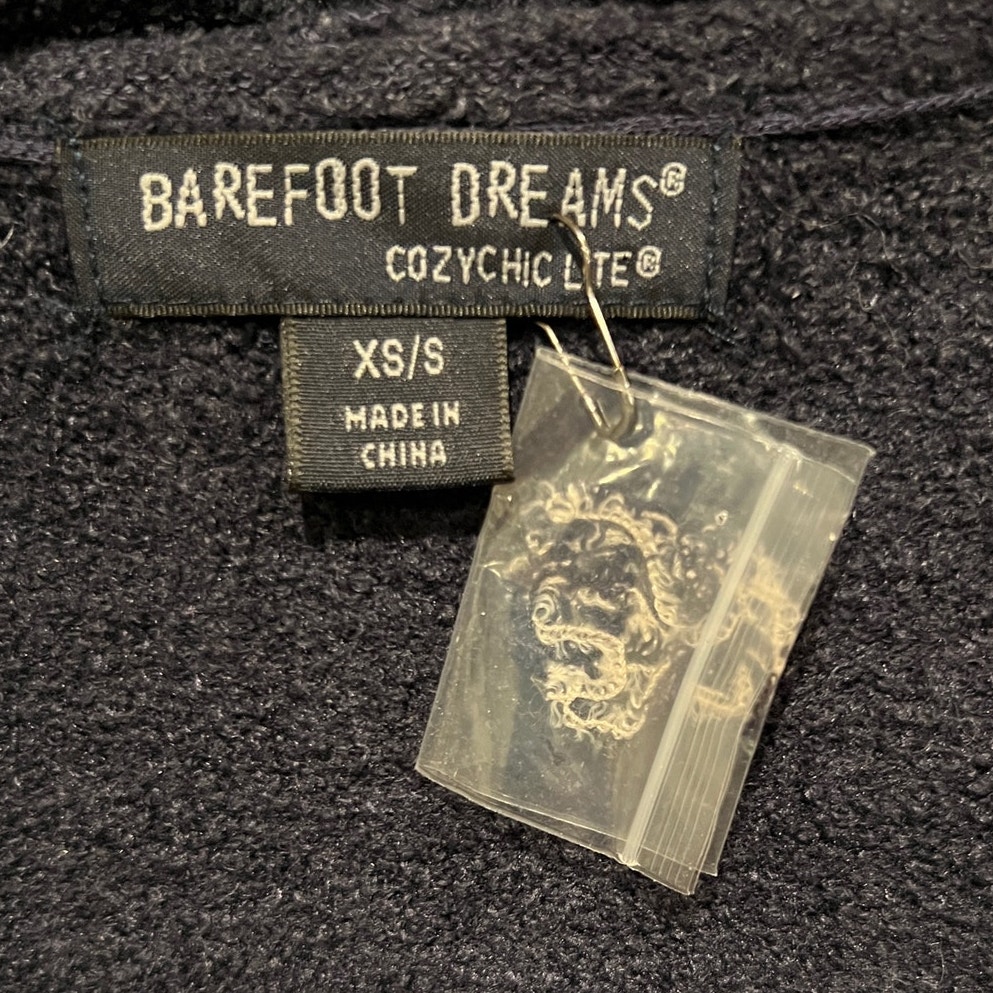 BAREFOOT DREAMS®
COZYCHIC LITE®
XS/S
MADE IN
CHINA